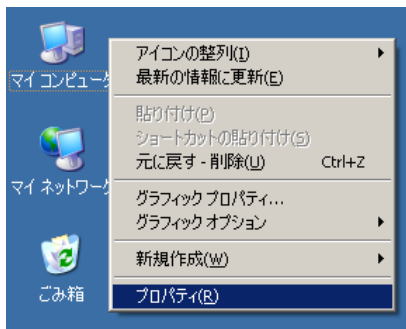 マイ コンピュータ
マイ ネットワーク
ごみ箱
アイコンの整列(I)
最新の情報に更新(E)
貼り付け(P)
ショートカットの貼り付け(S)
元に戻す - 削除(U) Ctrl+Z
グラフィック プロパティ...
グラフィック オプション
新規作成(W)
プロパティ(R)